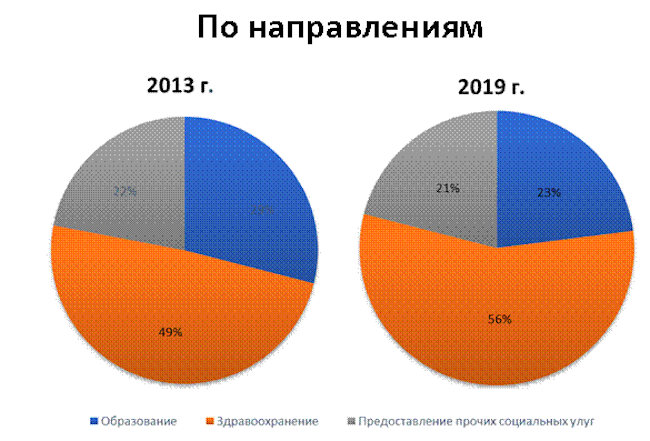 По направлениям
2013 г.
2019 г.
22%
49%
21%
23%
56%
Образование
Здравоохранение
Предоставление прочих социальных улуг